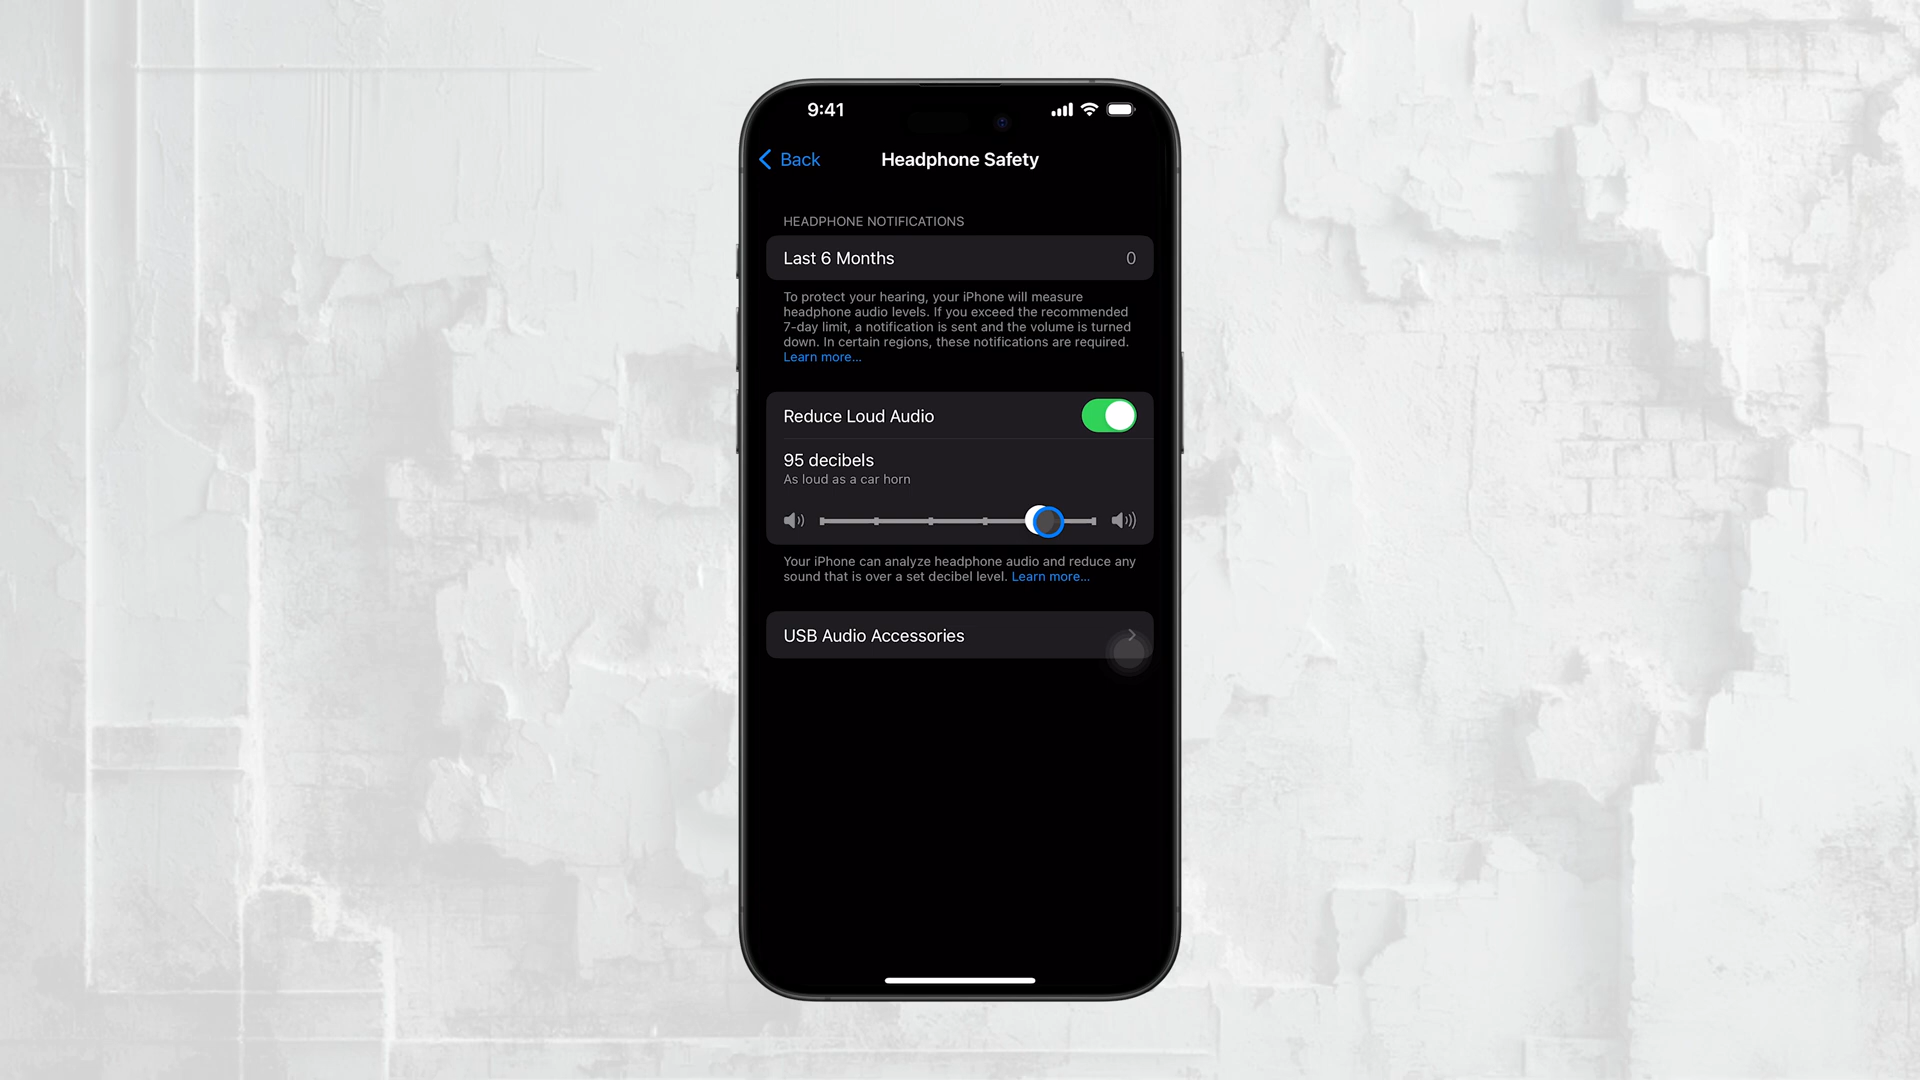 9:41
Back
Headphone Safety
HEADPHONE NOTIFICATIONS
Last 6 Months 0
To protect your hearing, your iPhone will measure
headphone audio levels. If you exceed the recommended
7-day limit, a notification is sent and the volume is turned
down. In certain regions, these notifications are required.
Learn more...
Reduce Loud Audio
95 decibels
As loud as a car horn
Your iPhone can analyze headphone audio and reduce any
sound that is over a set decibel level. Learn more...
USB Audio Accessories